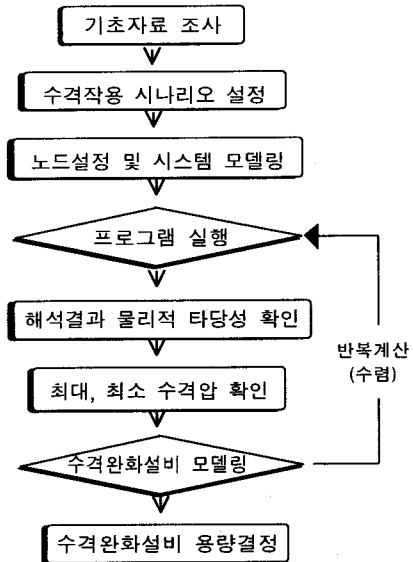 기초자료 조사
수격작용 시나리오 설정
노드설정 및 시스템 모델링
프로그램 실행
해석결과 물리적 타당성 확인
반복계산
(수렴)
최대, 최소 수격압 확인
수격완화설비 모델링
수격완화설비 용량결정